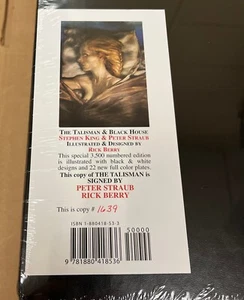 THE TALISMAN & BLACK HOUSE
STEPHEN KING & PETER STRAUB
ILLUSTRATED & DESIGNED BY
RICK BERRY
This special 3,500 numbered edition
is illustrated with black & white
designs and 22 new full color plates.
This copy of THE TALISMAN is
SIGNED BY
PETER STRAUB
RICK BERRY
This is copy # 1639
ISBN 1-880418-53-3
50000
9 781880 418536